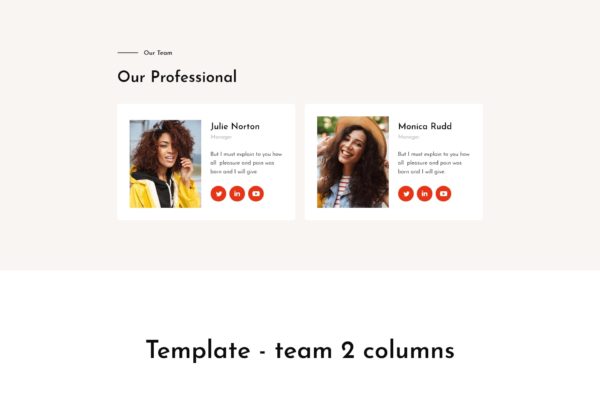 Our Team
Our Professional
Julie Norton
Manager
But I must explain to you how
all pleasure and pain was
born and I will give
Monica Rudd
Manager
But I must explain to you how
all pleasure and pain was
born and I will give
Template - team 2 columns